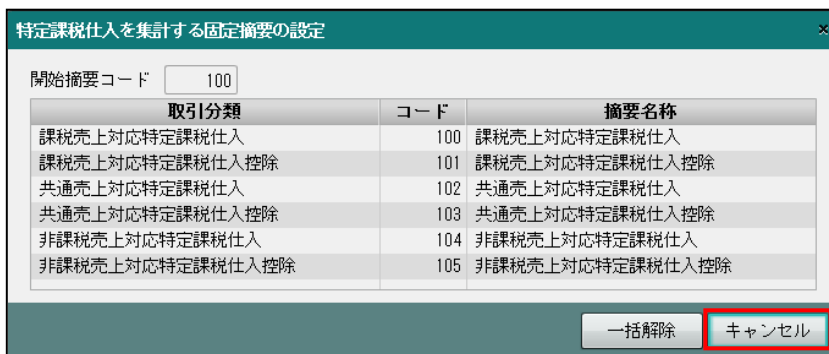 特定課税仕入を集計する固定摘要の設定 ×
開始摘要コード 100
取引分類 コード 摘要名称
課税売上対応特定課税仕入 100 課税売上対応特定課税仕入
課税売上対応特定課税仕入控除 101 課税売上対応特定課税仕入控除
共通売上対応特定課税仕入 102 共通売上対応特定課税仕入
共通売上対応特定課税仕入控除 103 共通売上対応特定課税仕入控除
非課税売上対応特定課税仕入 104 非課税売上対応特定課税仕入
非課税売上対応特定課税仕入控除 105 非課税売上対応特定課税仕入控除
一括解除 キャンセル